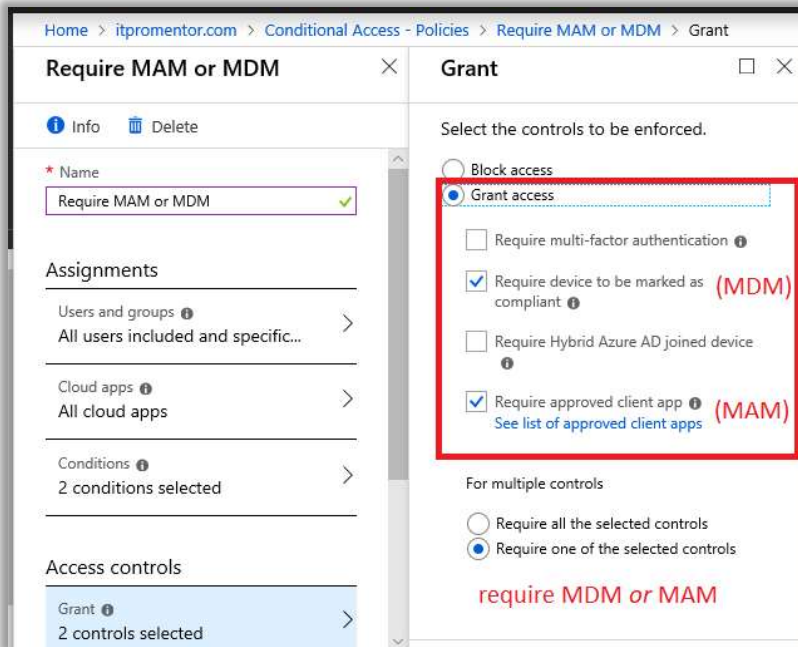 Home > itpromentor.com > Conditional Access - Policies > Require MAM or MDM > Grant
Require MAM or MDM
Info Delete
* Name
Require MAM or MDM
Assignments
Users and groups
All users included and specific...
Cloud apps
All cloud apps
Conditions
2 conditions selected
Access controls
Grant
2 controls selected
Grant
Select the controls to be enforced.
Block access
Grant access
Require multi-factor authentication
Require device to be marked as
compliant
(MDM)
Require Hybrid Azure AD joined device
Require approved client app
See list of approved client apps
(MAM)
For multiple controls
Require all the selected controls
Require one of the selected controls
require MDM or MAM